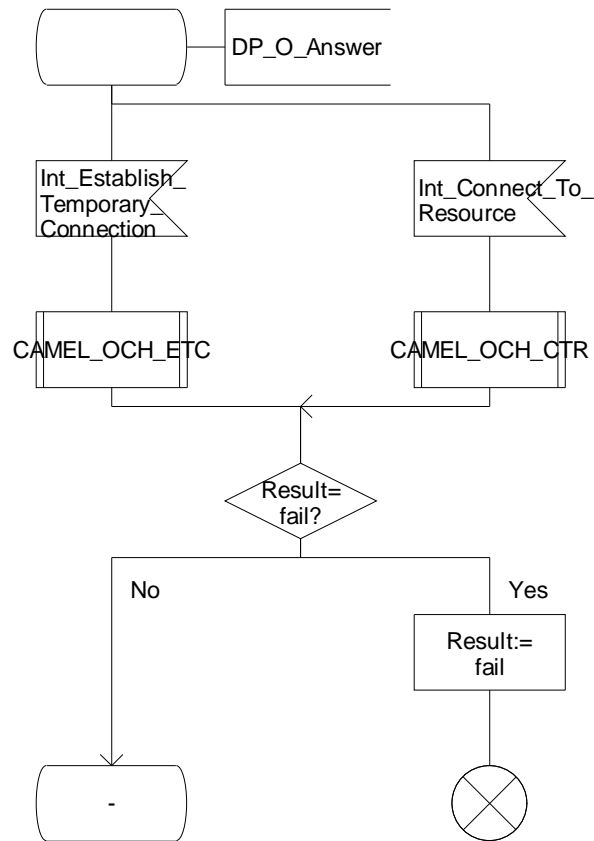 DP_O_Answer
Int_Establish_
Temporary_
Connection
Int_Connect_To_
Resource
CAMEL_OCH_ETC
CAMEL_OCH_CTR
Result=
fail?
No
Yes
Result:=
fail
-